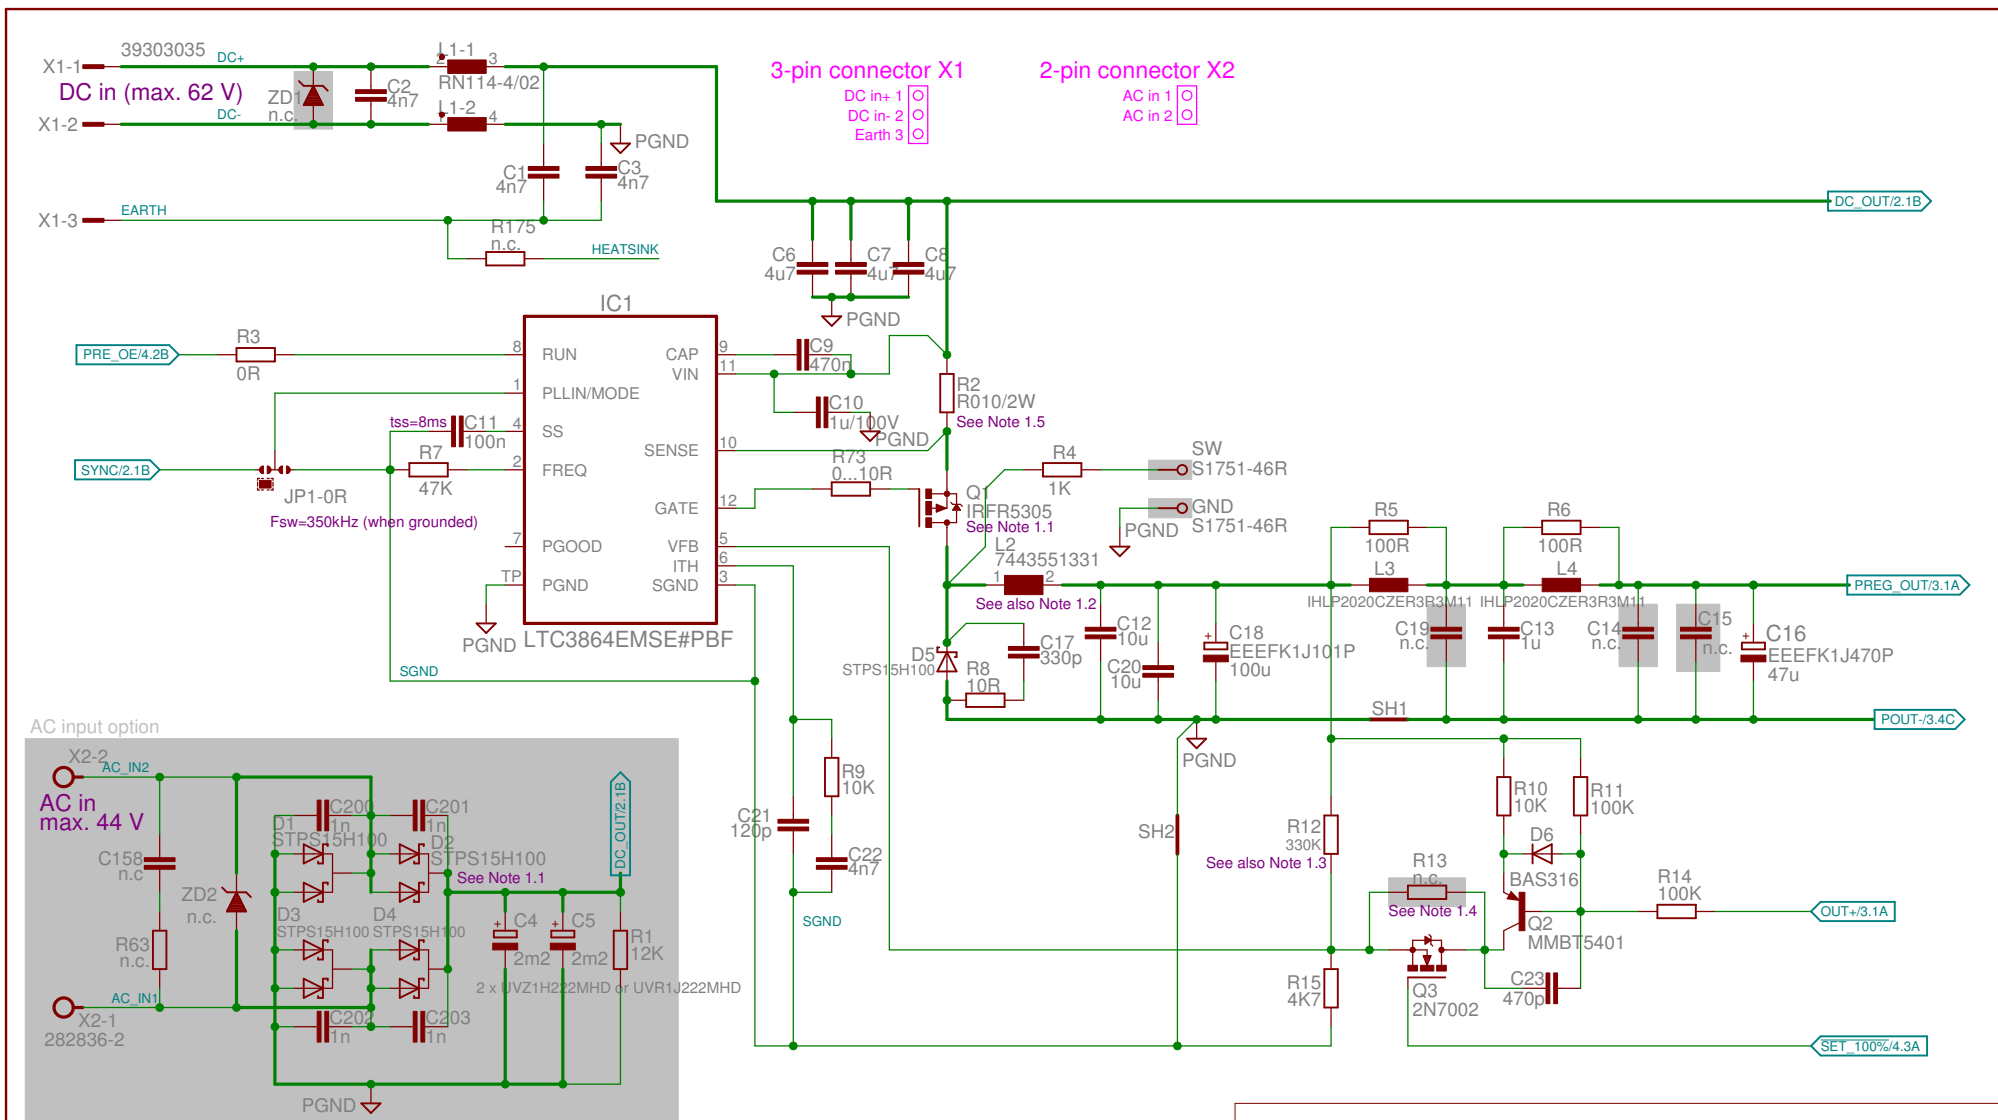 39303035
DC+
X1-1
L1-1
2
3
RN114-4/02
DC in (max. 62 V)
ZD1
n.c.
C2
4n7
DC-
X1-2
L1-2
4
PGND
3-pin connector X1
DC in+ 1
DC in- 2
Earth 3
2-pin connector X2
AC in 1
AC in 2
C1
4n7
C3
4n7
X1-3
EARTH
R175
n.c.
HEATSINK
DC_OUT/2.1B
C6
4u7
C7
4u7
C8
4u7
PGND
IC1
PRE_OE/4.2B
R3
0R
8
RUN
1
PLLIN/MODE
4
SS
2
FREQ
7
PGOOD
TP
PGND
CAP
9
VIN
11
SENSE
10
GATE
12
VFB
5
ITH
6
SGND
3
LTC3864EMSE#PBF
PGND
tss=8ms
C11
100n
R7
47K
SYNC/2.1B
JP1-0R
Fsw=350kHz (when grounded)
SGND
C9
470n
C10
1u/100V
PGND
R2
R010/2W
See Note 1.5
R73
0...10R
Q1
IRFR5305
See Note 1.1
R4
1K
SW
S1751-46R
GND
S1751-46R
PGND
L2
7443551331
1
2
See also Note 1.2
R5
100R
L3
IHLP2020CZER3R3M11
R6
100R
L4
IHLP2020CZER3R3M11
PREG_OUT/3.1A
D5
STPS15H100
C17
330p
R8
10R
C12
10u
C20
10u
C18
EEEFK1J101P
100u
+
C19
n.c.
C13
1u
C14
n.c.
C15
n.c.
C16
EEEFK1J470P
47u
+
SH1
POUT-/3.4C
PGND
AC input option
X2-2
AC_IN2
AC in
max. 44 V
C158
n.c
R63
n.c.
ZD2
n.c.
AC_IN1
X2-1
282836-2
C200
1n
C201
1n
D1
STPS15H100
D2
STPS15H100
See Note 1.1
D3
STPS15H100
D4
STPS15H100
C202
1n
C203
1n
DC_OUT/2.1B
C4
2m2
+
C5
2m2
+
R1
12K
2 x UVZ1H222MHD or UVR1J222MHD
PGND
R9
10K
C21
120p
C22
4n7
SGND
SH2
R12
330K
See also Note 1.3
R15
4K7
R13
n.c.
See Note 1.4
R10
10K
R11
100K
D6
BAS316
R14
100K
OUT+/3.1A
Q2
MMBT5401
C23
470p
Q3
2N7002
SET_100%/4.3A